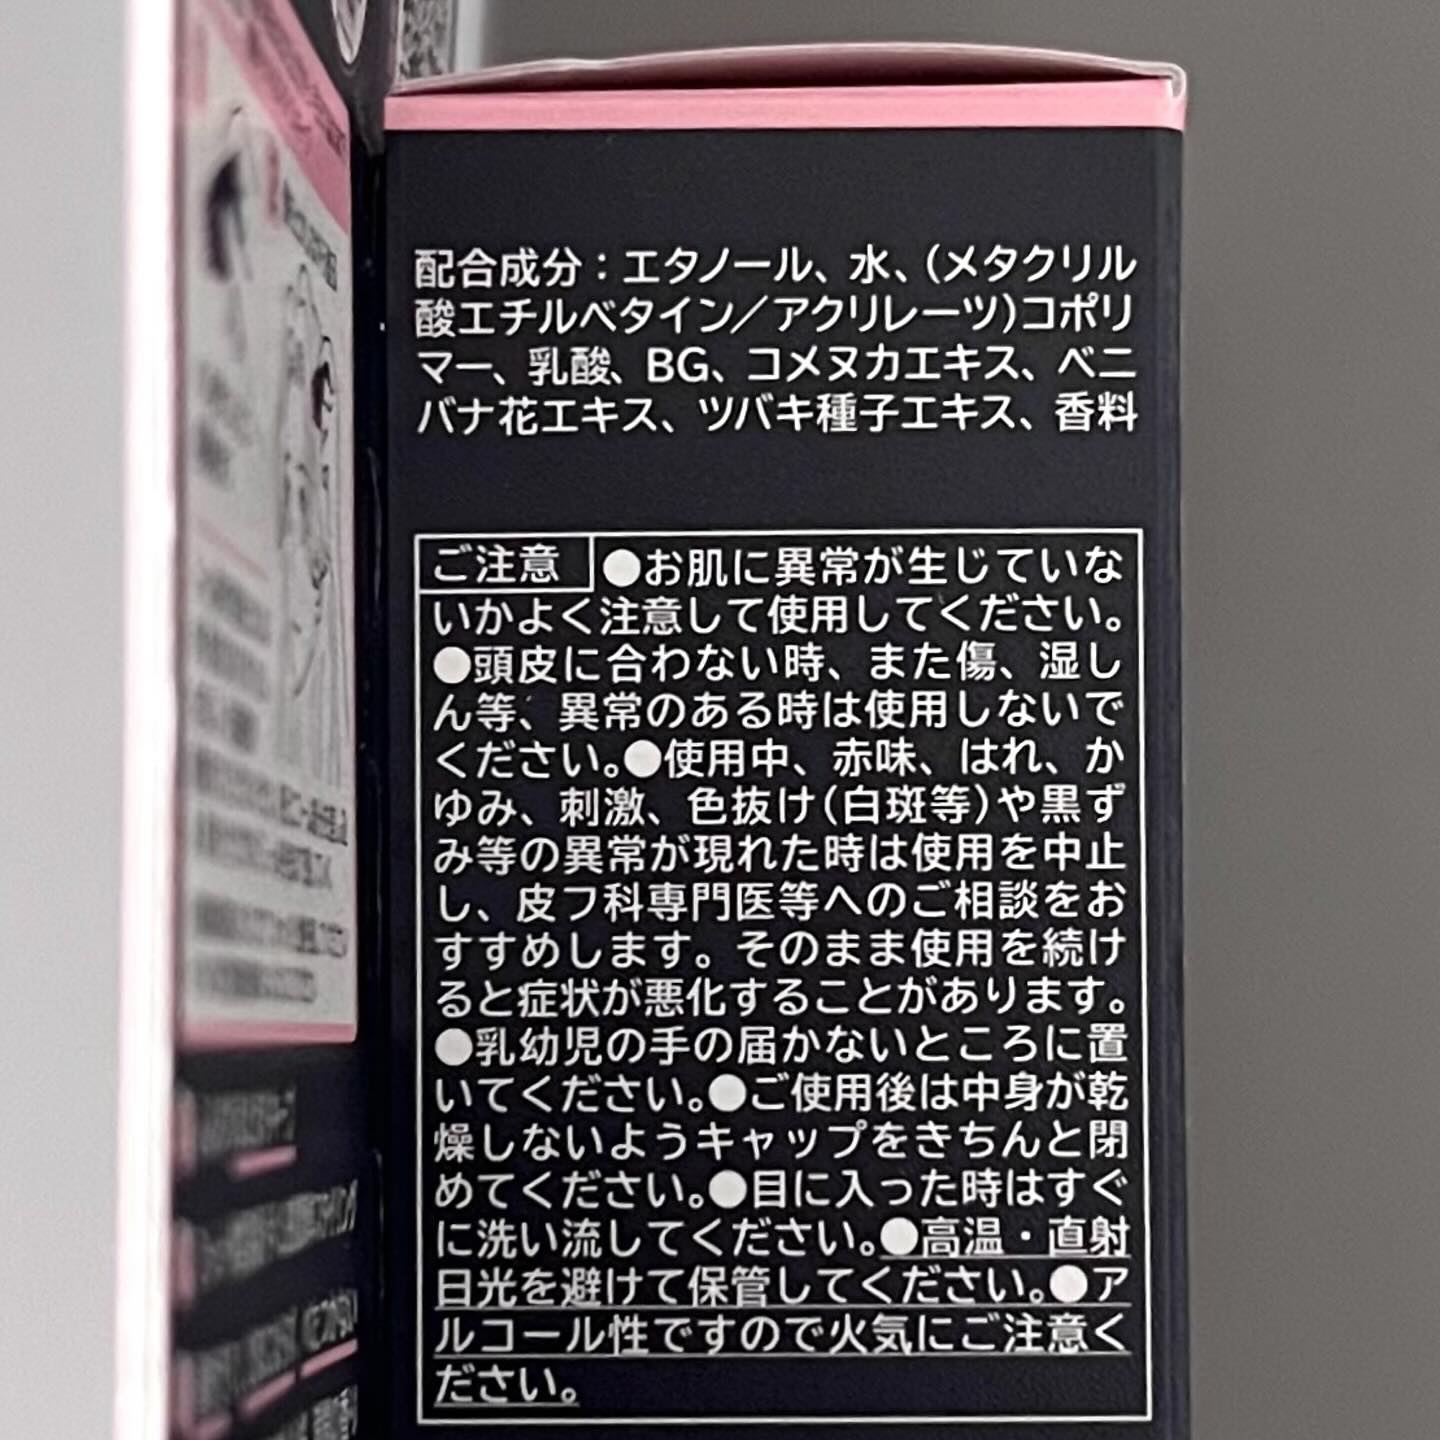 配合成分：エタノール、水、（メタクリル
酸エチルベタイン／アクリレーツ）コポリ
マー、乳酸、BG、コメヌカエキス、ベニ
バナ花エキス、ツバキ種子エキス、香料
ご注意 ●お肌に異常が生じていな
いかよく注意して使用してください。
●頭皮に合わない時、また傷、湿し
ん等、異常のある時は使用しないで
ください。●使用中、赤味、はれ、か
ゆみ、刺激、色抜け（白斑等）や黒ず
み等の異常が現れた時は使用を中止
し、皮フ科専門医等へのご相談をお
すすめします。そのまま使用を続け
ると症状が悪化することがあります。
●乳幼児の手の届かないところに置
いてください。●ご使用後は中身が乾
燥しないようキャップをきちんと閉
めてください。●目に入った時はすぐ
に洗い流してください。●高温・直射
日光を避けて保管してください。●ア
ルコール性ですので火気にご注意く
ださい。